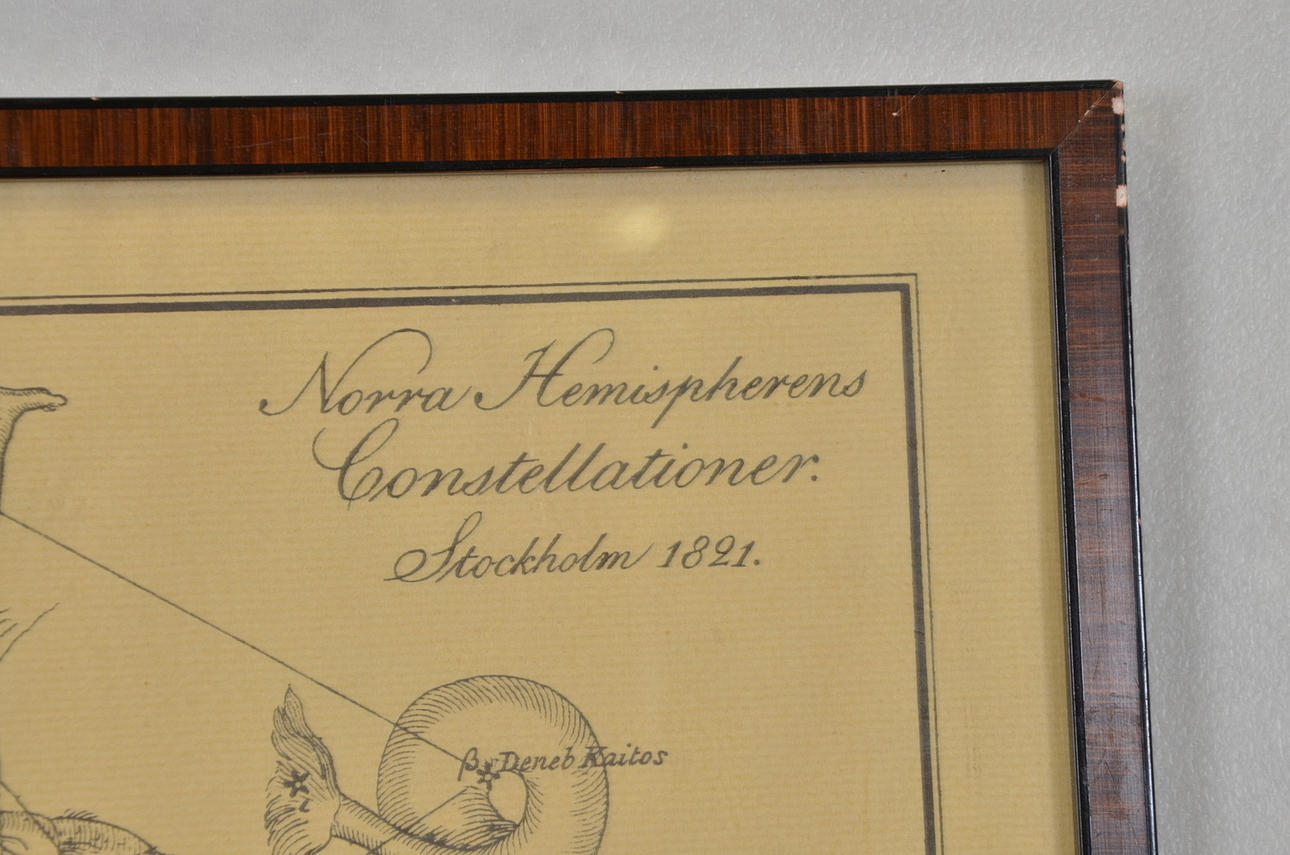 Norra Hemispherens
Constellationer.
Stockholm 1821.
β Deneb Kaitos
ι